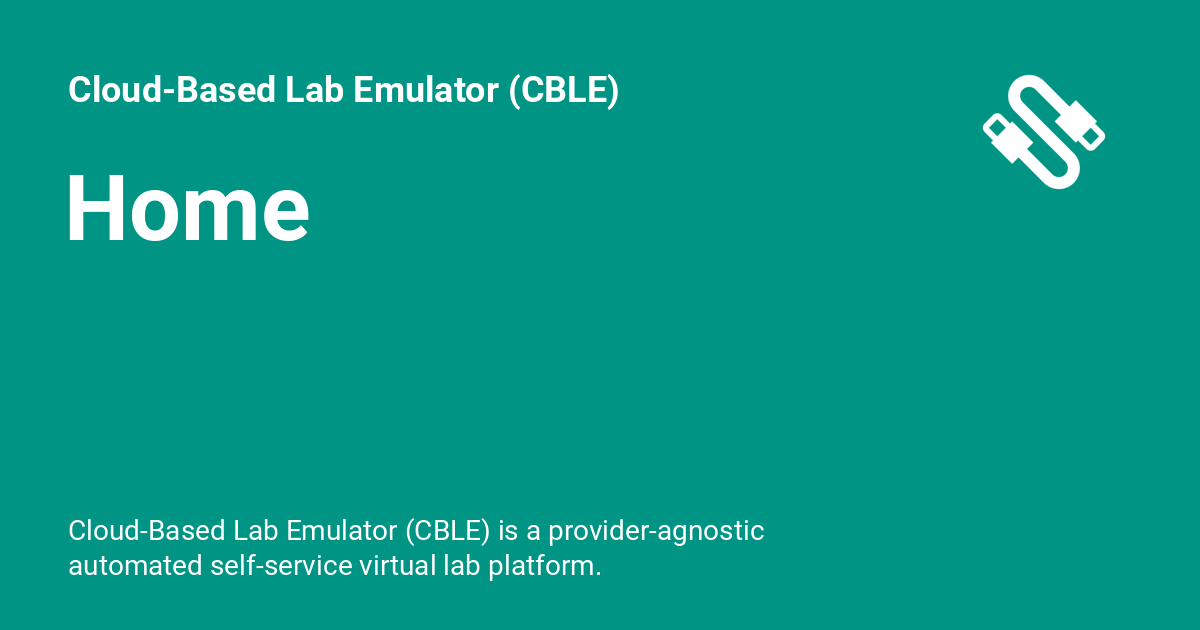 Cloud-Based Lab Emulator (CBLE)
Home
Cloud-Based Lab Emulator (CBLE) is a provider-agnostic
automated self-service virtual lab platform.